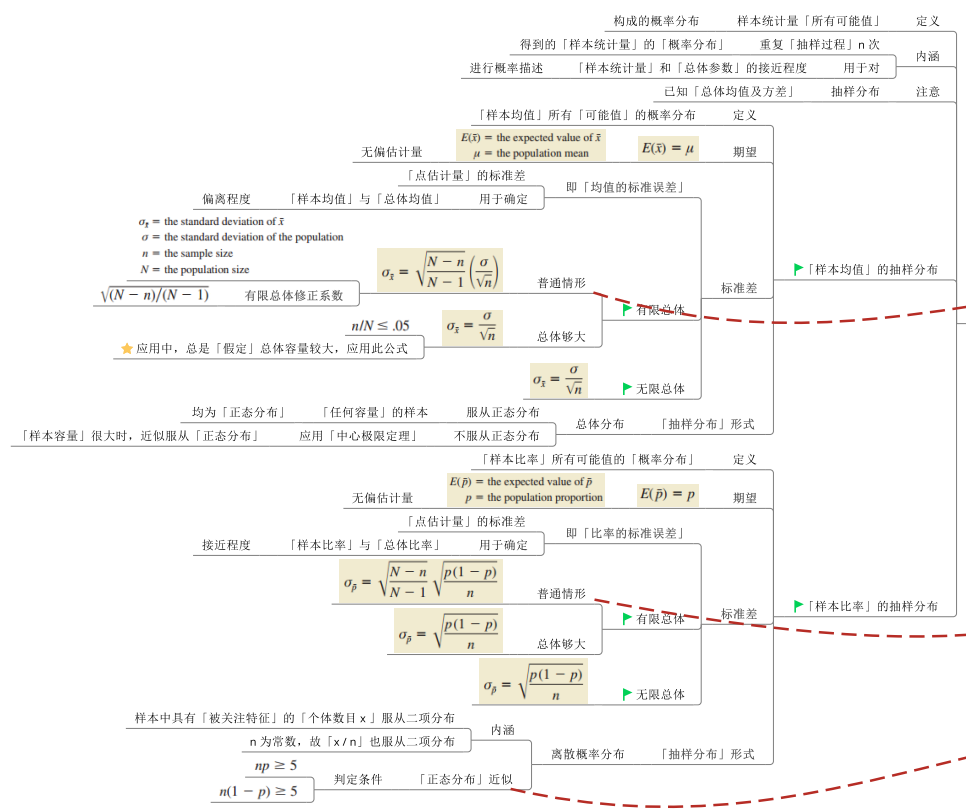 构成的概率分布 样本统计量「所有可能值」 定义
得到的「样本统计量」的「概率分布」 重复「抽样过程」n 次
内涵
进行概率描述 「样本统计量」和「总体参数」的接近程度 用于对
已知「总体均值及方差」 抽样分布 注意
「样本均值」所有「可能值」的概率分布 定义
E(x̄) = the expected value of x̄
μ = the population mean
E(x̄) = μ
无偏估计量 期望
「点估计量」的标准差
即「均值的标准误差」
偏离程度 「样本均值」与「总体均值」 用于确定
σx̄ = the standard deviation of x̄
σ = the standard deviation of the population
n = the sample size
N = the population size
σx̄ = √((N − n)/(N − 1)) (σ/√n)
普通情形
√(N − n)/(N − 1) 有限总体修正系数
「样本均值」的抽样分布
标准差
有限总体
n/N ≤ .05
σx̄ = σ/√n
总体够大
应用中，总是「假定」总体容量较大，应用此公式
σx̄ = σ/√n
无限总体
均为「正态分布」 「任何容量」的样本 服从正态分布
总体分布 「抽样分布」形式
「样本容量」很大时，近似服从「正态分布」 应用「中心极限定理」 不服从正态分布
「样本比率」所有可能值的「概率分布」 定义
E(p̄) = the expected value of p̄
p = the population proportion
E(p̄) = p
无偏估计量 期望
「点估计量」的标准差
即「比率的标准误差」
接近程度 「样本比率」与「总体比率」 用于确定
σp̄ = √((N − n)/(N − 1)) √(p(1 − p)/n)
普通情形
「样本比率」的抽样分布
标准差
有限总体
σp̄ = √(p(1 − p)/n)
总体够大
σp̄ = √(p(1 − p)/n)
无限总体
样本中具有「被关注特征」的「个体数目 x 」服从二项分布
内涵
n 为常数，故「x / n」也服从二项分布
离散概率分布 「抽样分布」形式
np ≥ 5
判定条件 「正态分布」近似
n(1 − p) ≥ 5